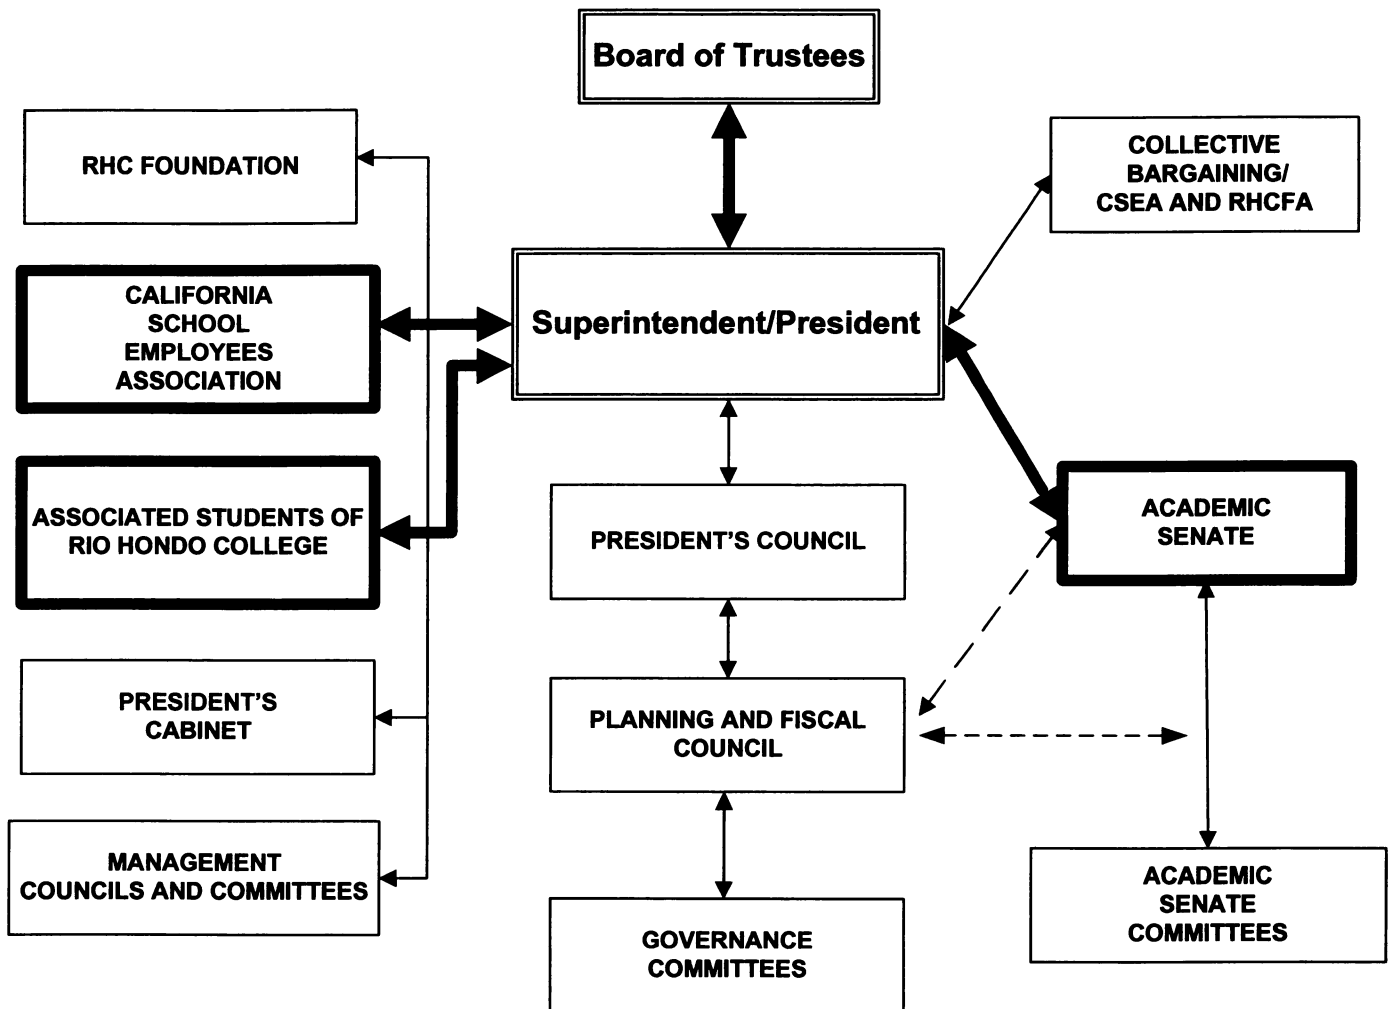 Board of Trustees
RHC FOUNDATION
COLLECTIVE
BARGAINING/
CSEA AND RHCFA
CALIFORNIA
SCHOOL
EMPLOYEES
ASSOCIATION
Superintendent/President
ASSOCIATED STUDENTS OF
RIO HONDO COLLEGE
PRESIDENT'S COUNCIL
ACADEMIC
SENATE
PRESIDENT'S
CABINET
PLANNING AND FISCAL
COUNCIL
MANAGEMENT
COUNCILS AND COMMITTEES
ACADEMIC
SENATE
COMMITTEES
GOVERNANCE
COMMITTEES